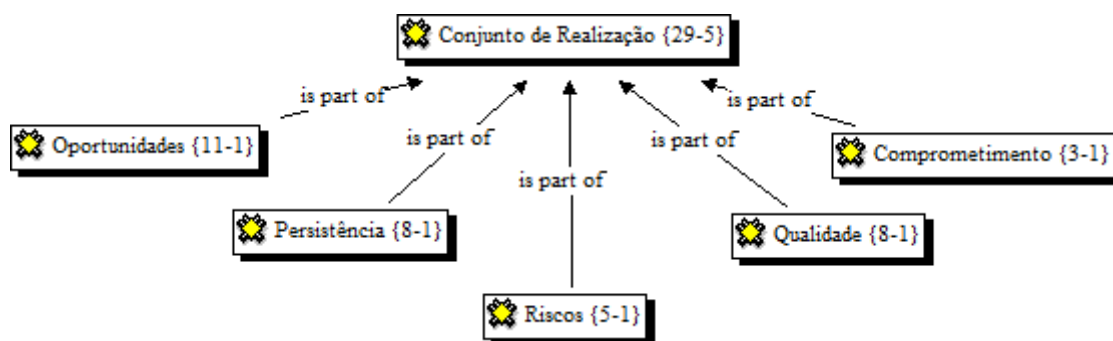 Conjunto de Realização {29-5}
is part of
is part of
Oportunidades {11-1}
is part of
is part of
Comprometimento {3-1}
is part of
Persistência {8-1}
Qualidade {8-1}
Riscos {5-1}